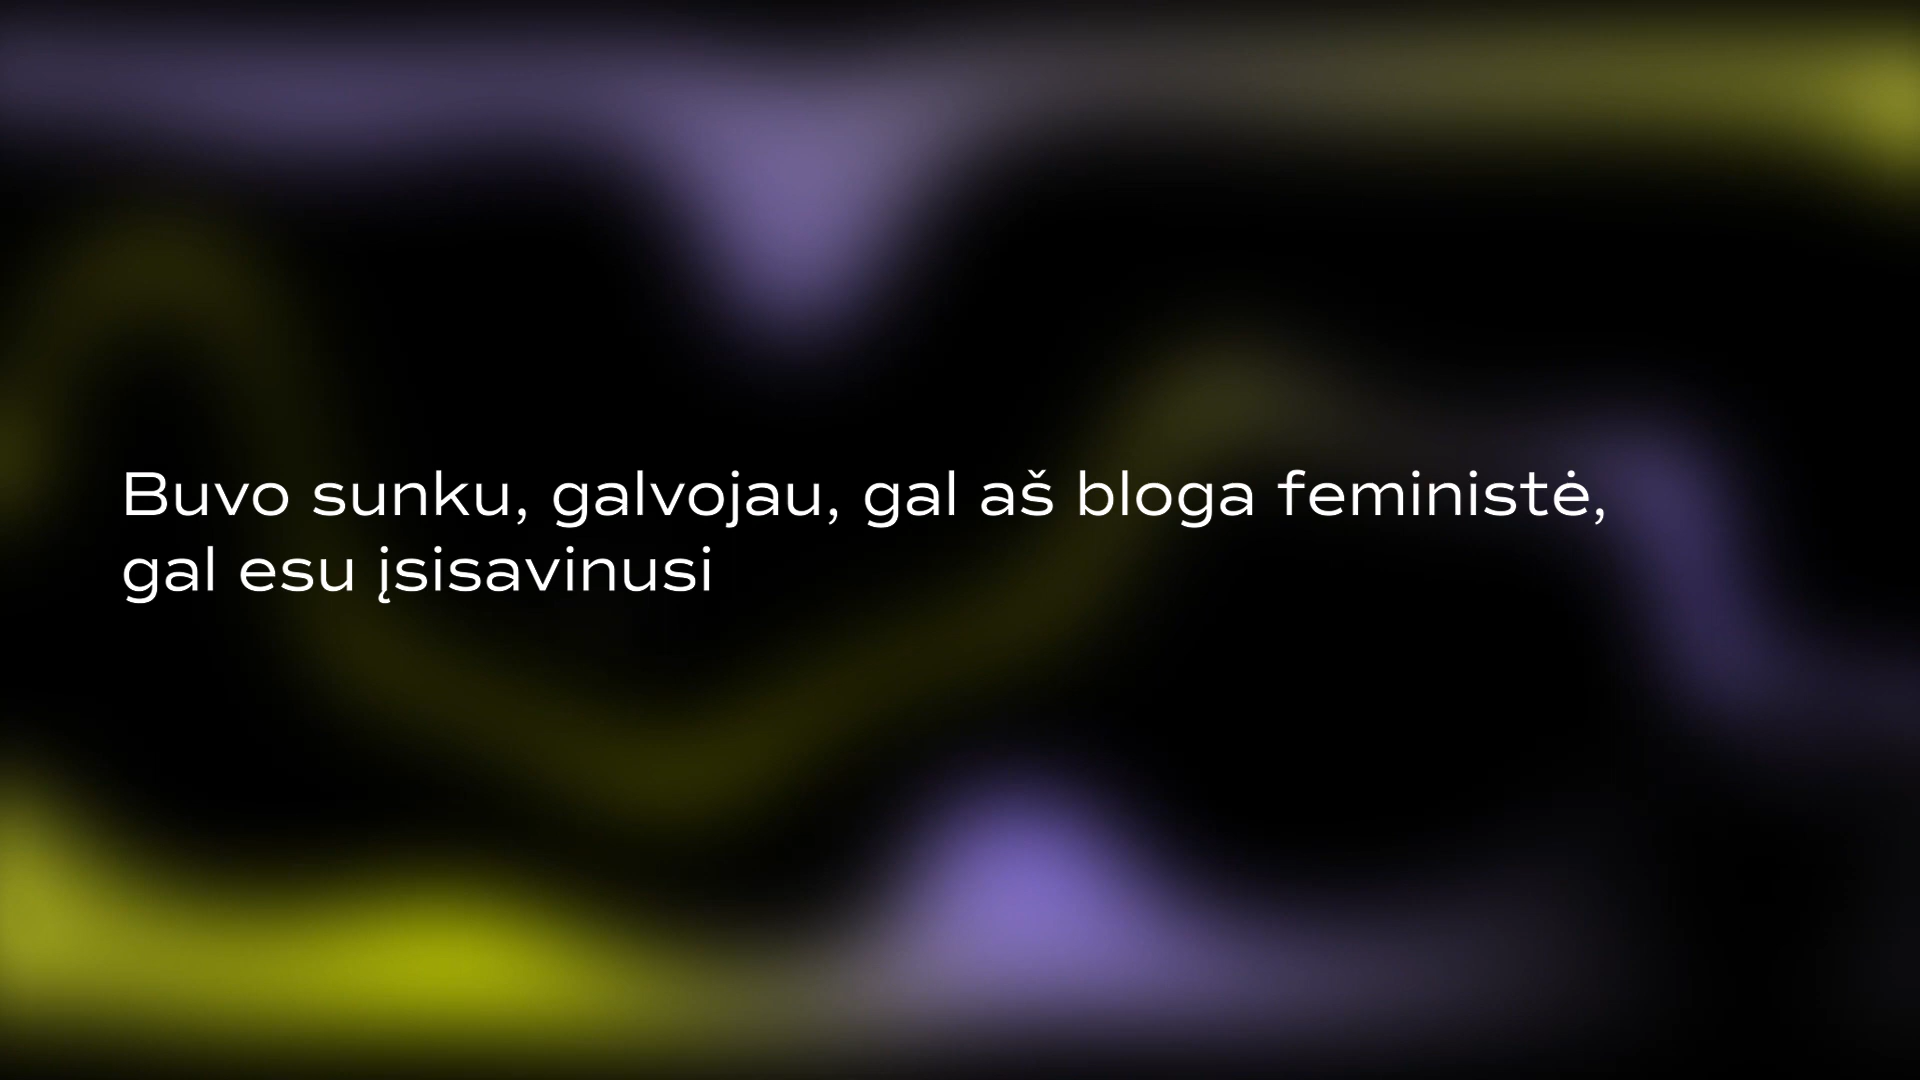 Buvo sunku, galvojau, gal aš bloga feministė,
gal esu įsisavinusi